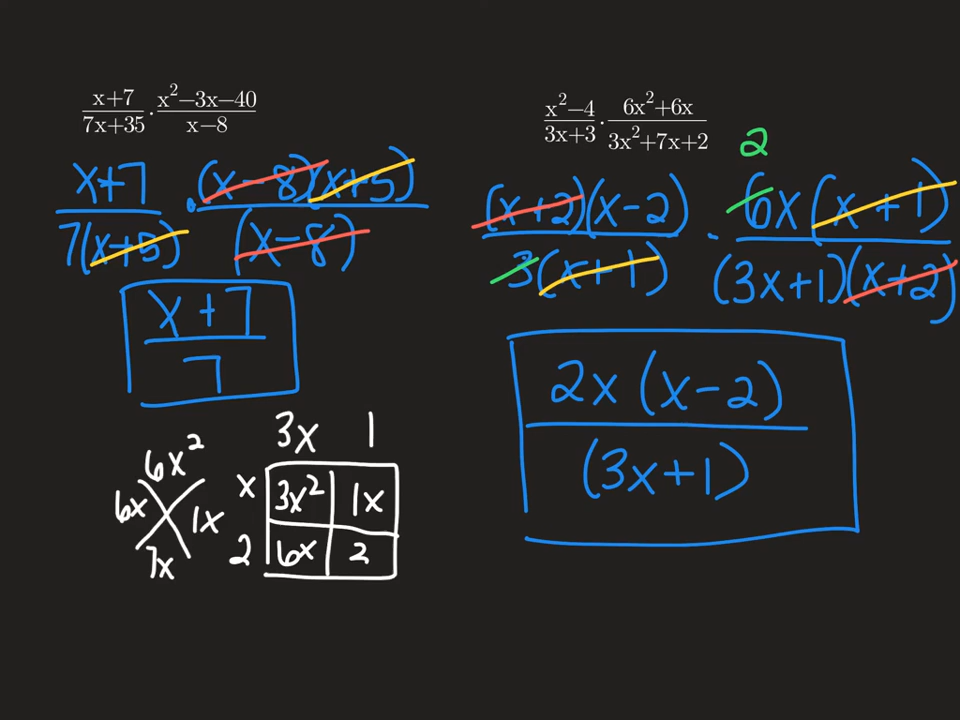 x+7/7x+35 · x²−3x−40/x−8
x+7/7(x+5) · (x−8)(x+5)/(x−8)
x+7/7
x²−4/3x+3 · 6x²+6x/3x²+7x+2
2
(x+2)(x−2)/3(x+1) · 6x(x+1)/(3x+1)(x+2)
2x(x−2)/(3x+1)
6x²
6x 1x
7x
3x 1
x 3x² 1x
2 6x 2